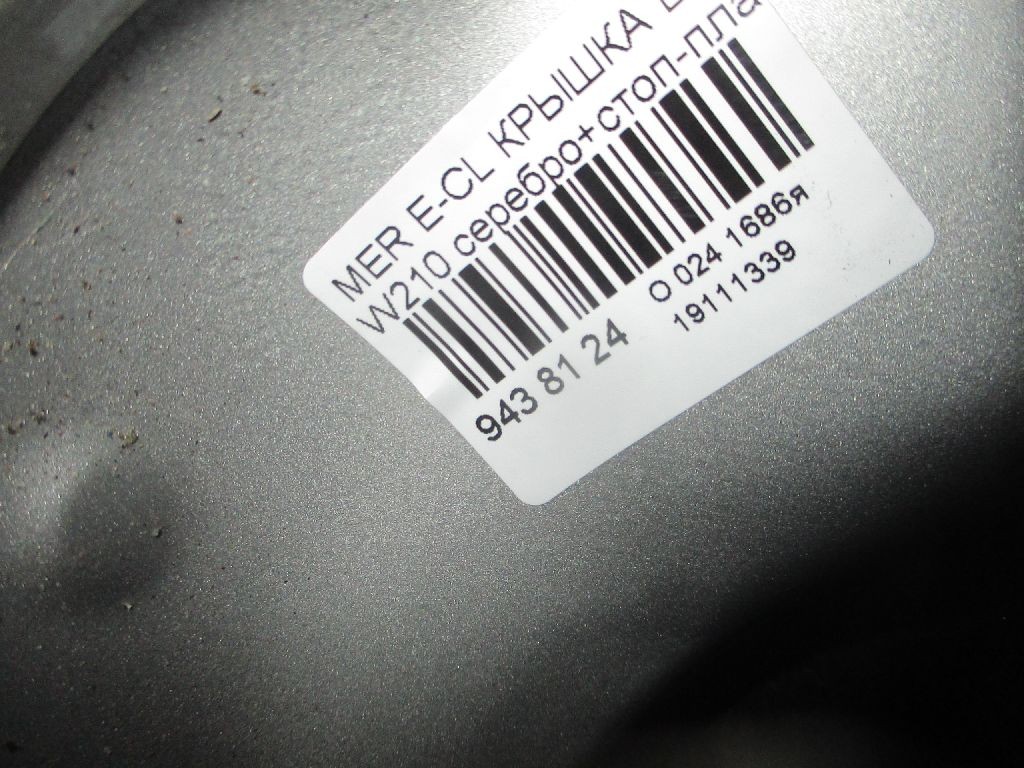 MER E-CL КРЫШКА
W210 серебро+стоп-пла
943 81 24
О 024 1686я
19111339